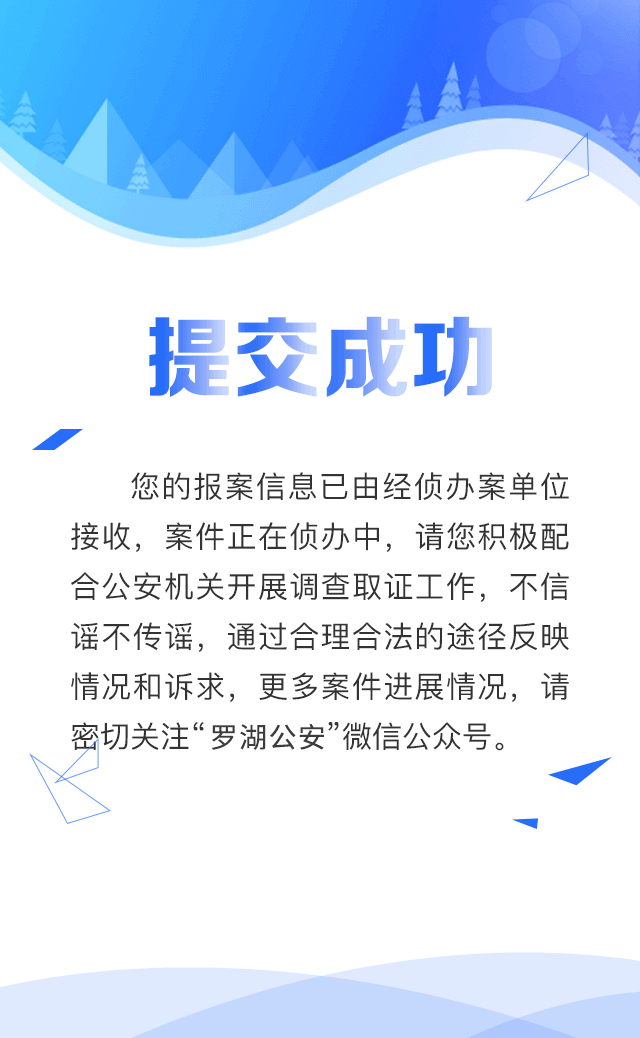 提交成功
您的报案信息已由经侦办案单位
接收，案件正在侦办中，请您积极配
合公安机关开展调查取证工作，不信
谣不传谣，通过合理合法的途径反映
情况和诉求，更多案件进展情况，请
密切关注“罗湖公安”微信公众号。